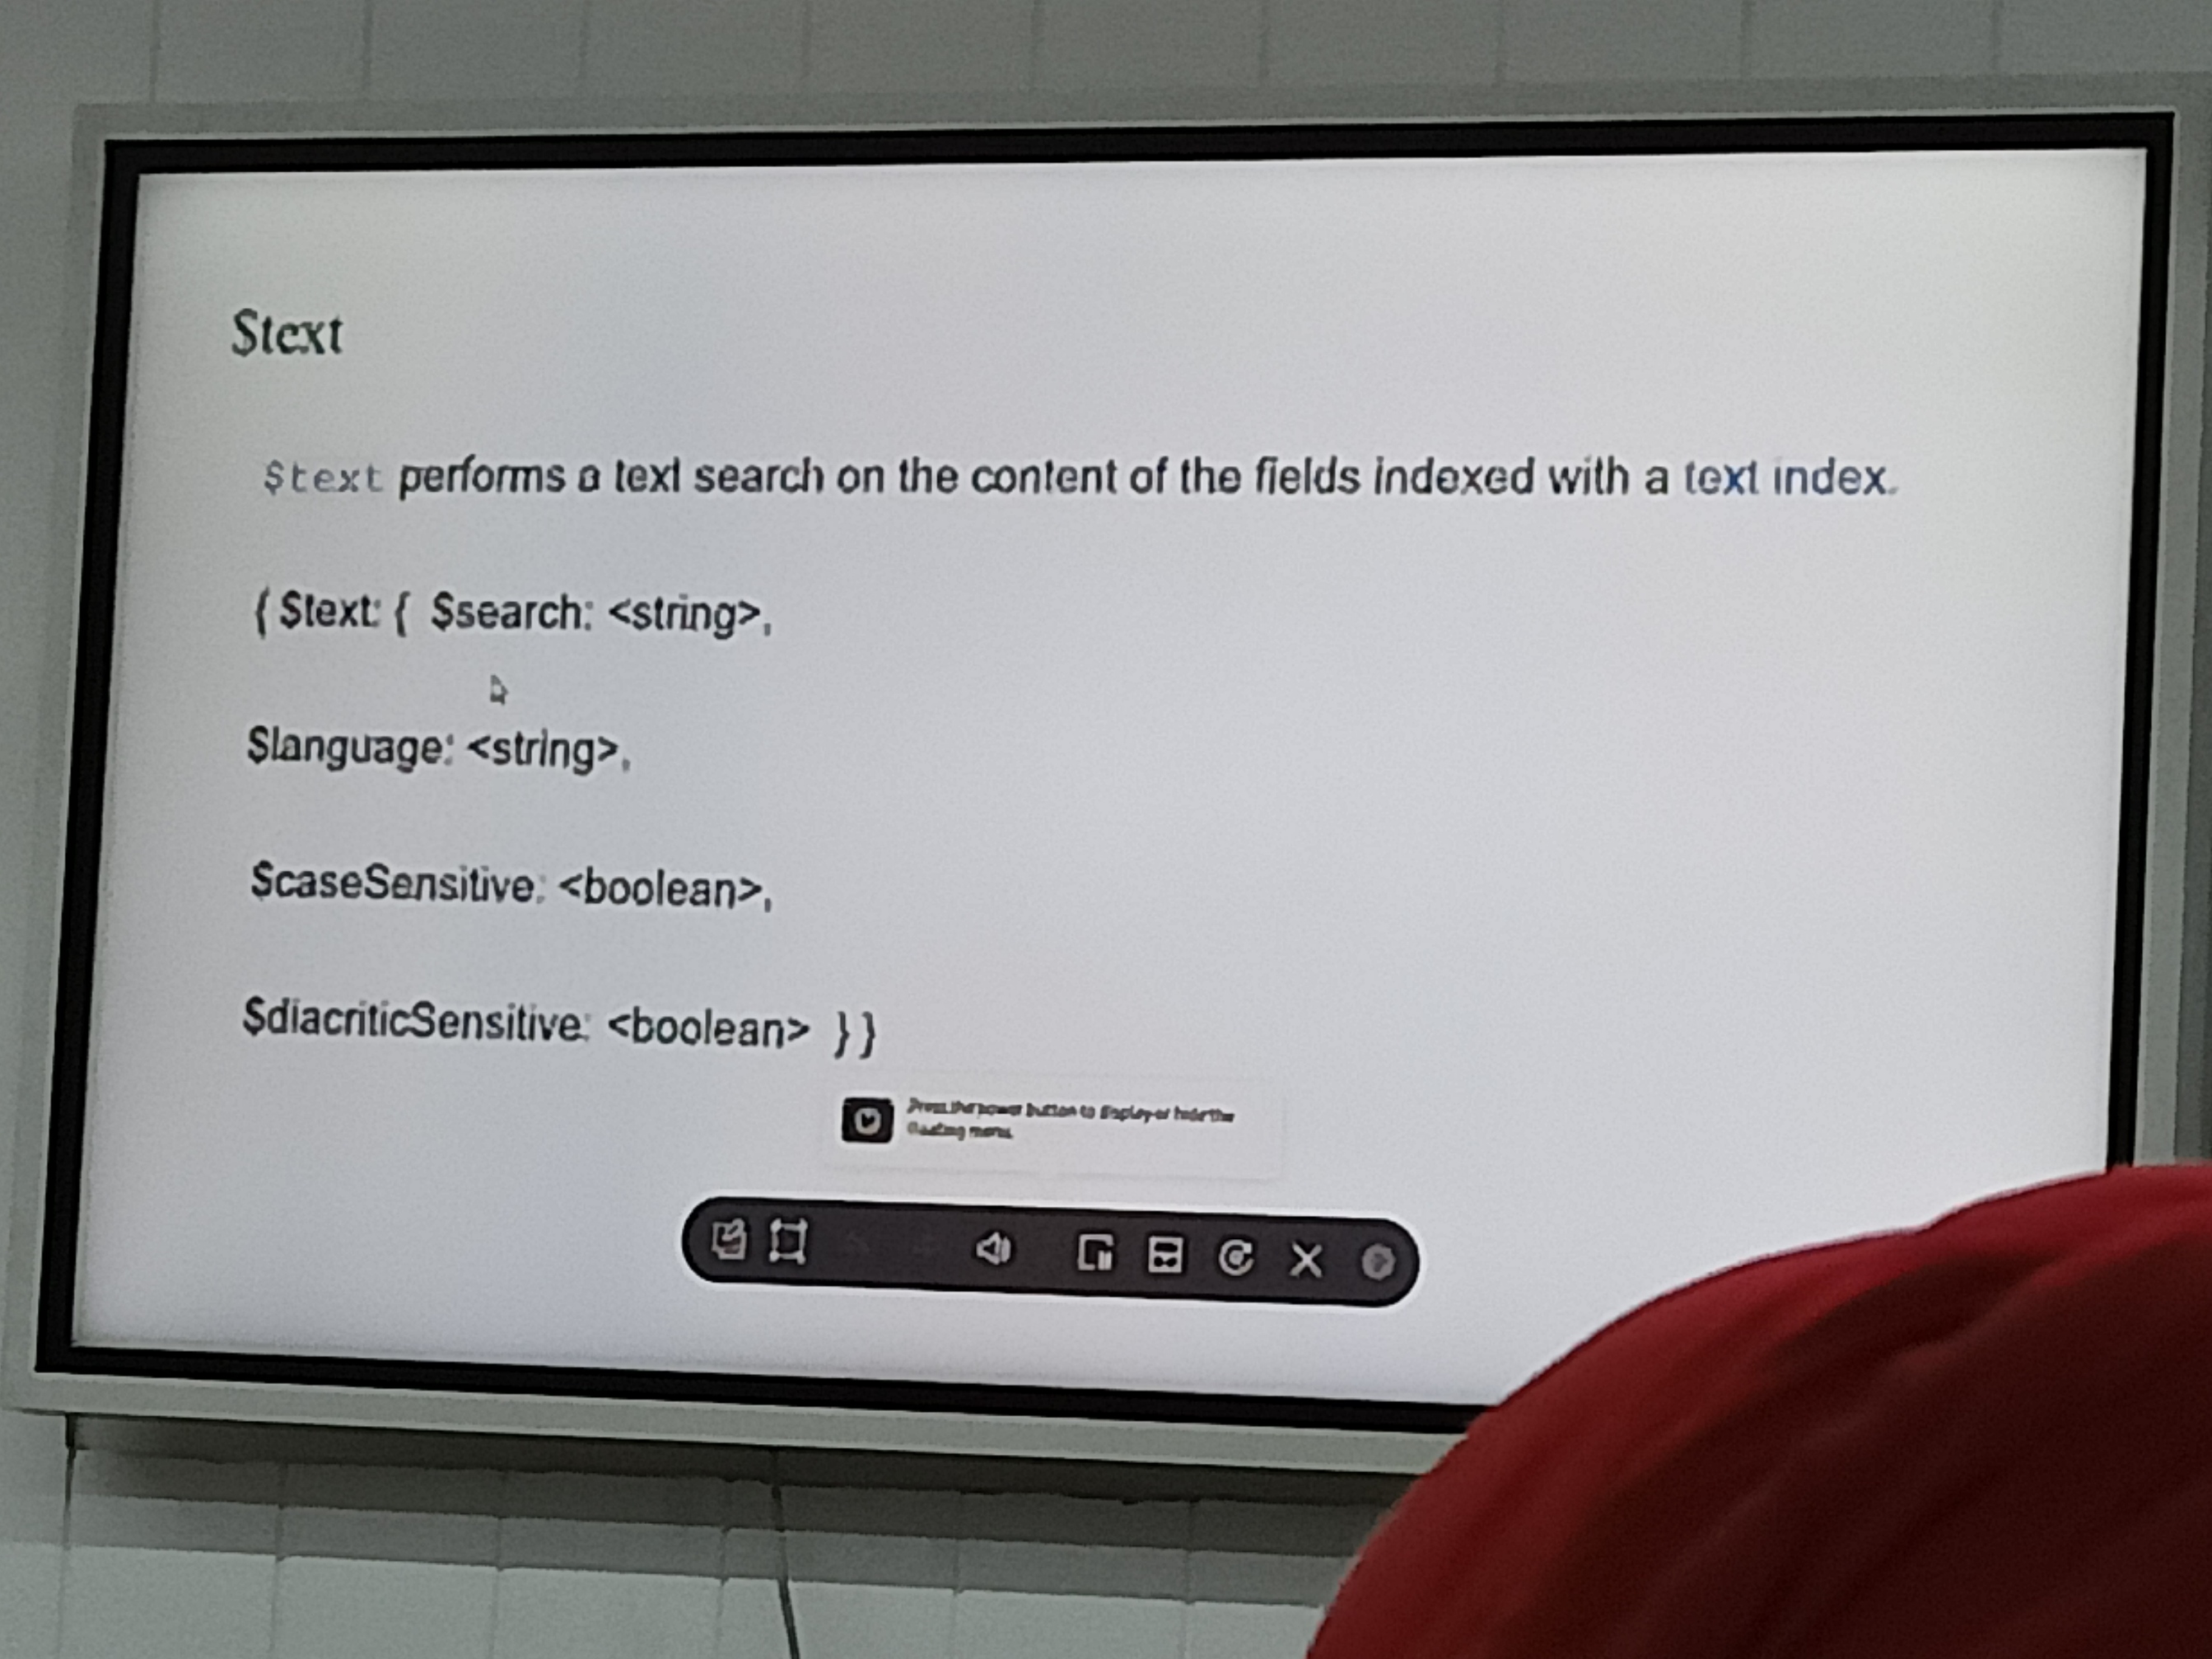 $text
$text performs a text search on the content of the fields indexed with a text index.
{ $text: { $search: <string>,
$language: <string>,
$caseSensitive: <boolean>,
$diacriticSensitive: <boolean> } }
Press the power button to display or hide the
floating menu.